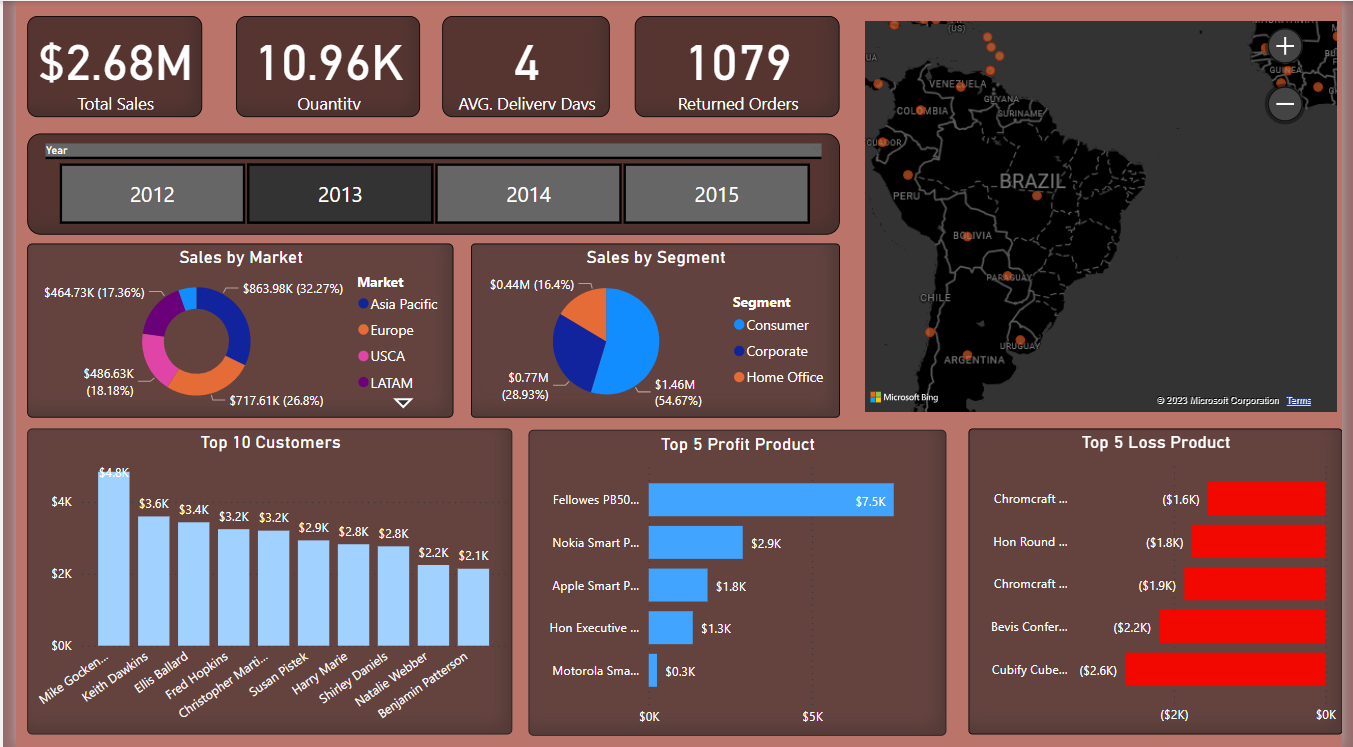 $2.68M
Total Sales
10.96K
Quantity
4
AVG. Delivery Days
1079
Returned Orders
Year
2012
2013
2014
2015
Sales by Market
$464.73K (17.36%)
$863.98K (32.27%)
$486.63K
(18.18%)
$717.61K (26.8%)
Market
Asia Pacific
Europe
USCA
LATAM
Sales by Segment
$0.44M (16.4%)
$0.77M
(28.93%)
$1.46M
(54.67%)
Segment
Consumer
Corporate
Home Office
(US)
VENEZUELA
GUYANA
COLOMBIA
SURINAME
PERU
BRAZIL
BOLIVIA
PARAGUAY
CHILE
URUGUAY
ARGENTINA
GUINEA
Microsoft Bing
© 2023 Microsoft Corporation Terms
Top 10 Customers
$4K
$2K
$0K
$4.8K
$3.6K
$3.4K
$3.2K
$3.2K
$2.9K
$2.8K
$2.8K
$2.2K
$2.1K
Mike Gocken...
Keith Dawkins
Ellis Ballard
Fred Hopkins
Christopher Marti...
Susan Pistek
Harry Marie
Shirley Daniels
Natalie Webber
Benjamin Patterson
Top 5 Profit Product
Fellowes PB50... $7.5K
Nokia Smart P... $2.9K
Apple Smart P... $1.8K
Hon Executive ... $1.3K
Motorola Sma... $0.3K
$0K $5K
Top 5 Loss Product
Chromcraft ... ($1.6K)
Hon Round ... ($1.8K)
Chromcraft ... ($1.9K)
Bevis Confer... ($2.2K)
Cubify Cube... ($2.6K)
($2K) $0K